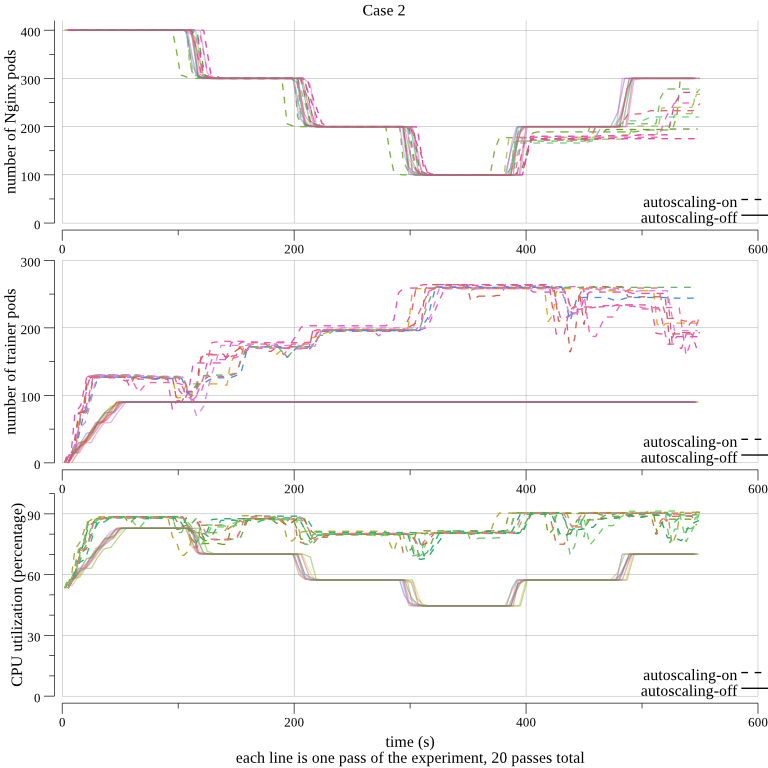 Case 2
number of Nginx pods
400
300
200
100
0
autoscaling-on
autoscaling-off
0 200 400 600
number of trainer pods
300
200
100
0
autoscaling-on
autoscaling-off
0 200 400 600
CPU utilization (percentage)
90
60
30
0
autoscaling-on
autoscaling-off
0 200 400 600
time (s)
each line is one pass of the experiment, 20 passes total